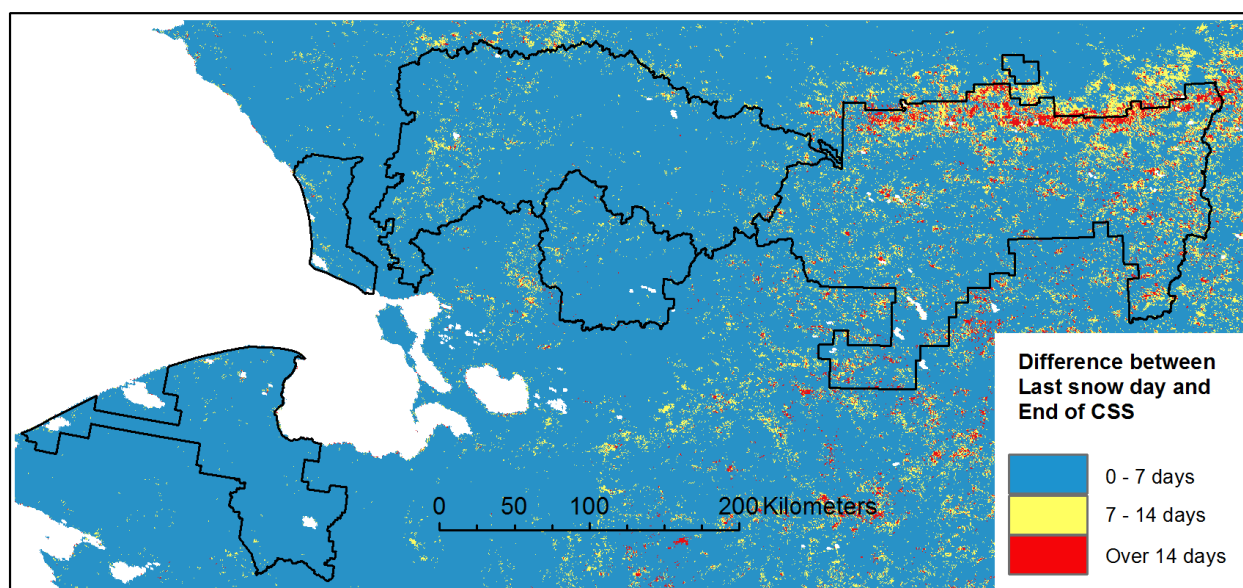 Difference between
Last snow day and
End of CSS
0 - 7 days
7 - 14 days
Over 14 days
0 50 100 200 Kilometers